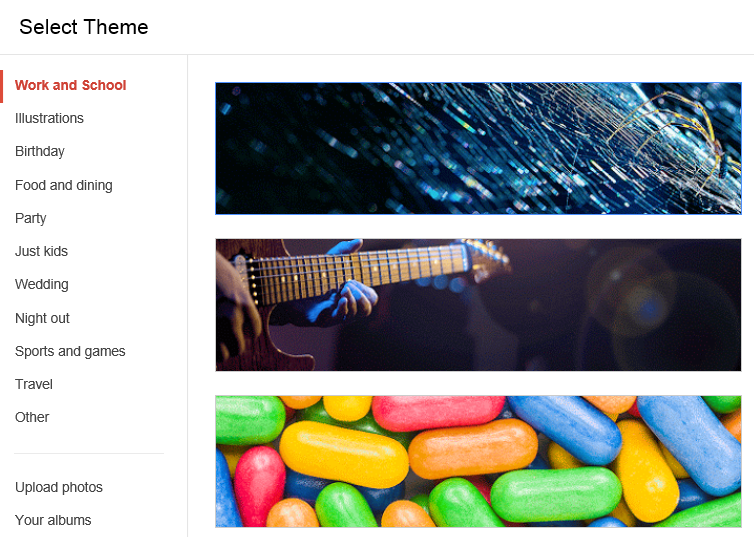 Select Theme
Work and School
Illustrations
Birthday
Food and dining
Party
Just kids
Wedding
Night out
Sports and games
Travel
Other
Upload photos
Your albums